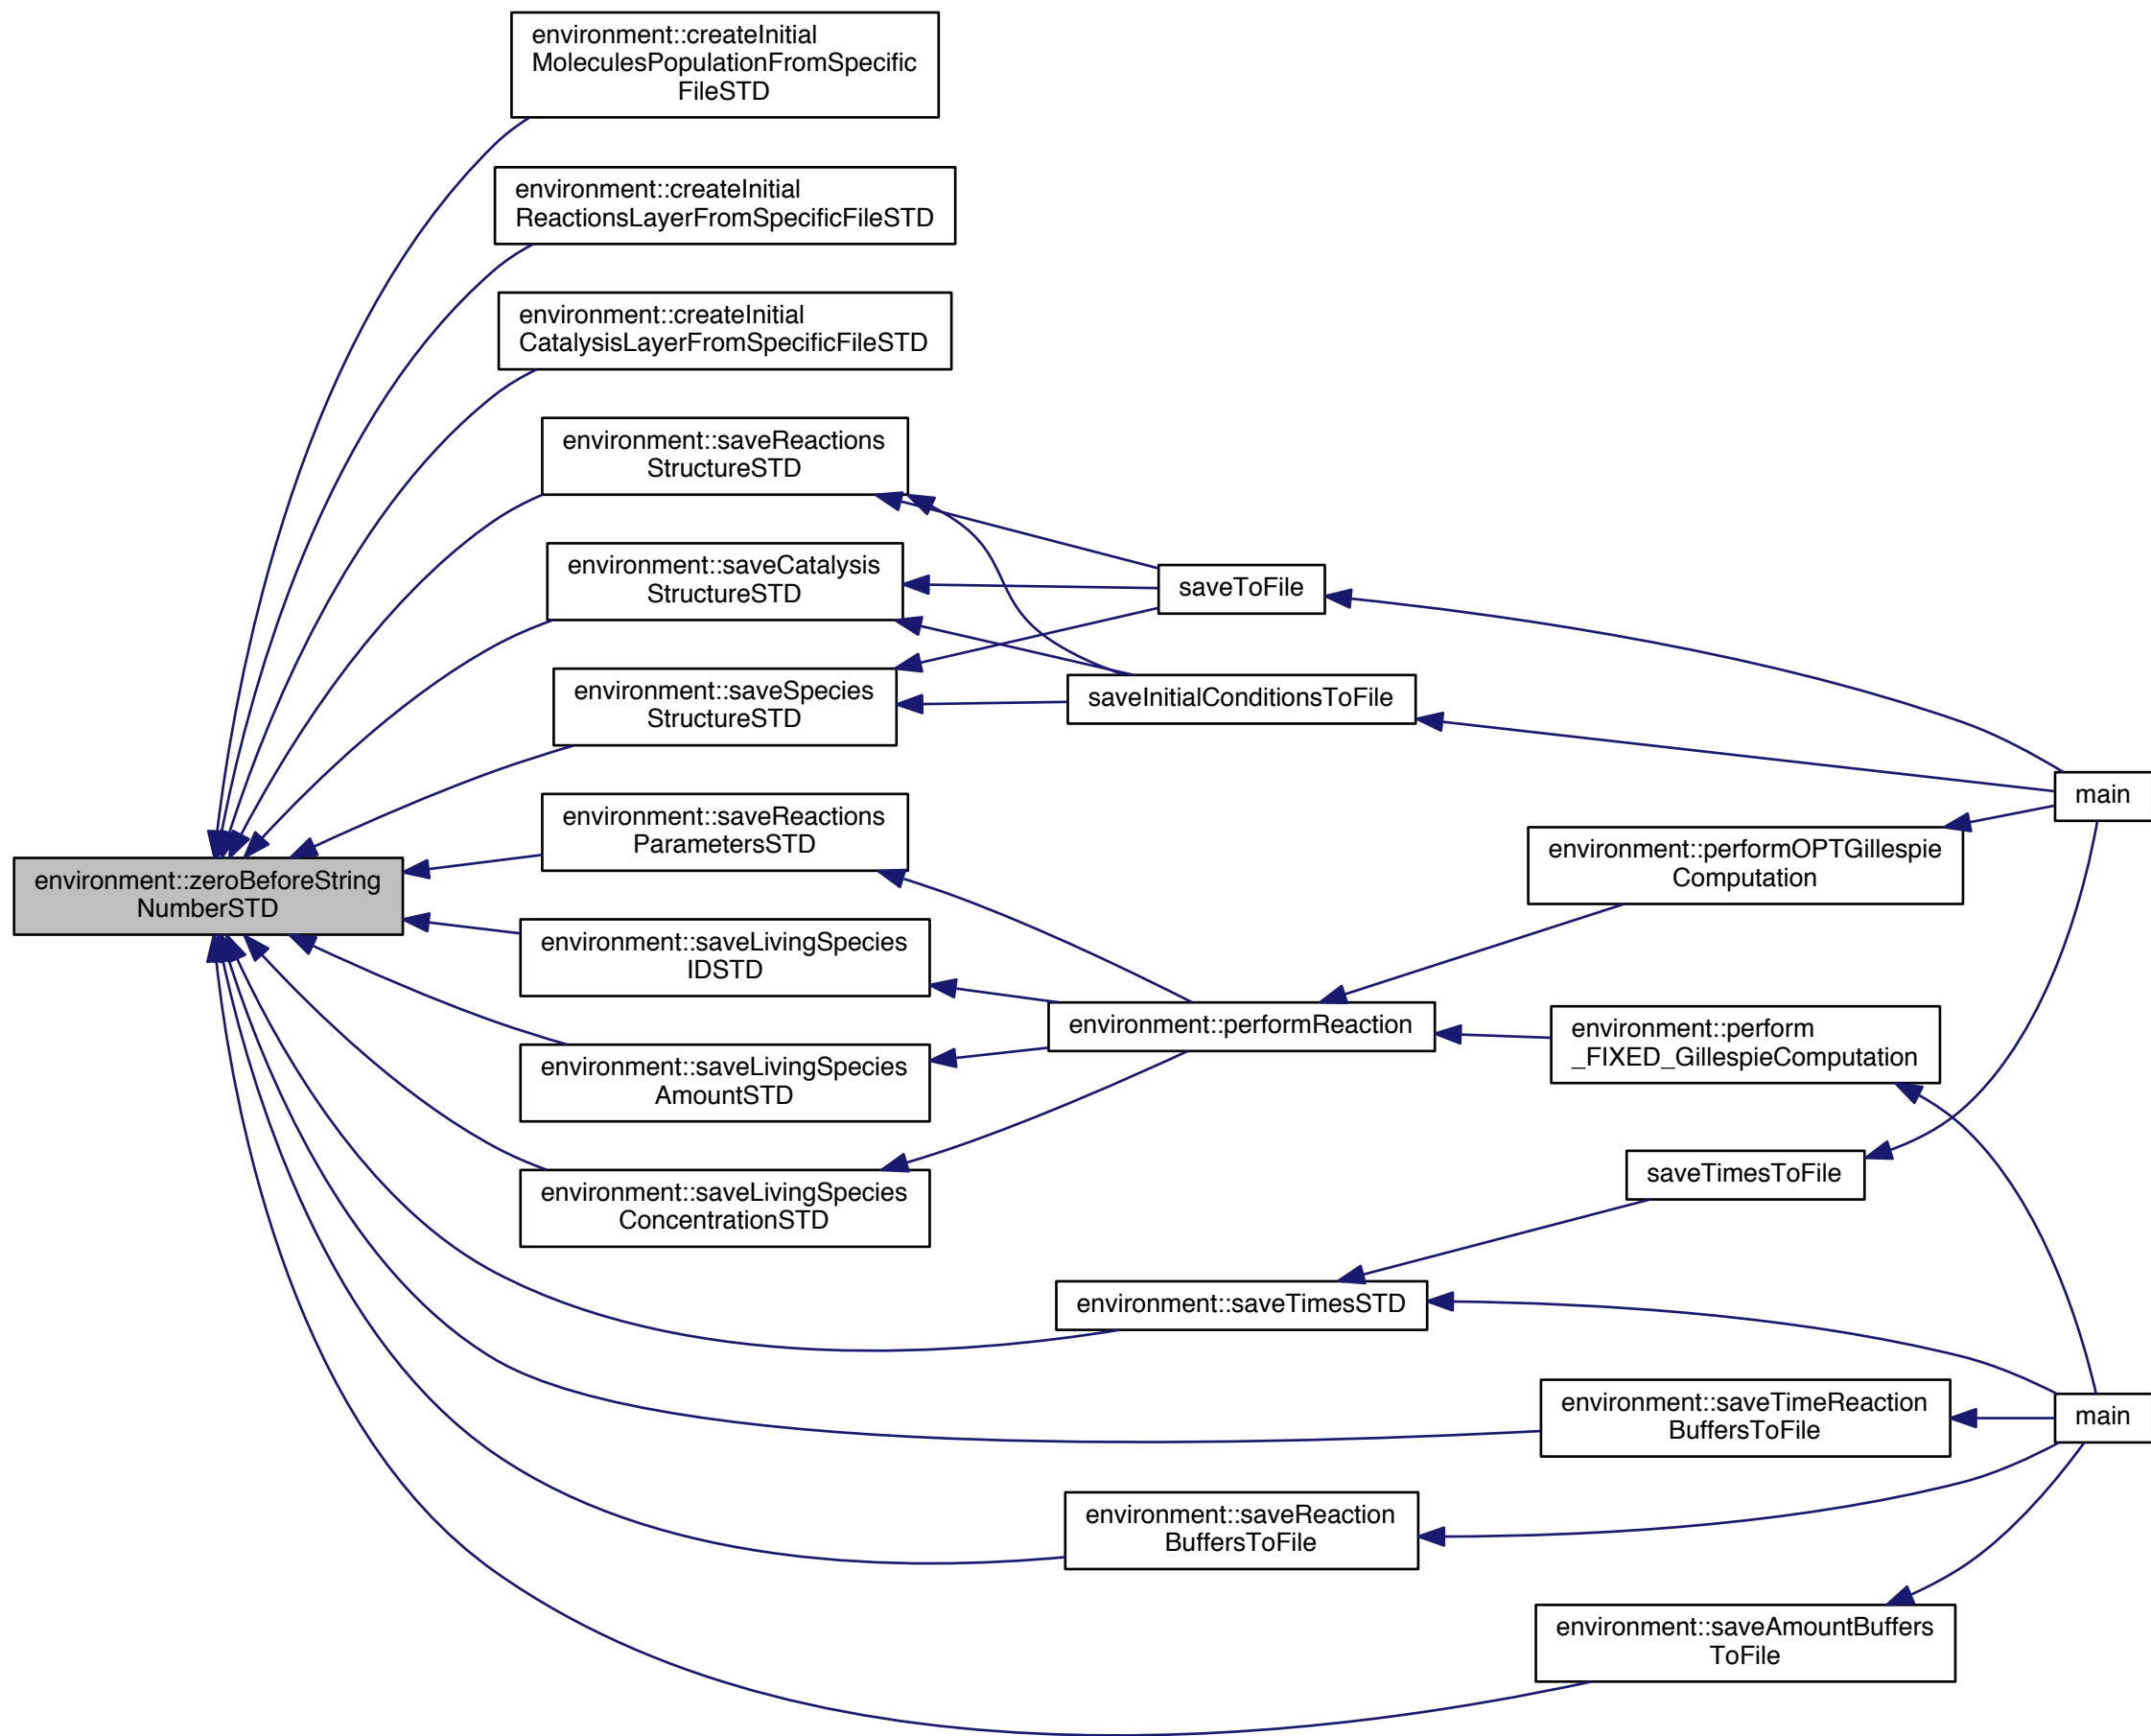 environment::createInitial
MoleculesPopulationFromSpecific
FileSTD
environment::createInitial
ReactionsLayerFromSpecificFileSTD
environment::createInitial
CatalysisLayerFromSpecificFileSTD
environment::saveReactions
StructureSTD
environment::saveCatalysis
StructureSTD
saveToFile
environment::saveSpecies
StructureSTD
saveInitialConditionsToFile
main
environment::saveReactions
ParametersSTD
environment::performOPTGillespie
Computation
environment::zeroBeforeString
NumberSTD
environment::saveLivingSpecies
IDSTD
environment::performReaction
environment::perform
_FIXED_GillespieComputation
environment::saveLivingSpecies
AmountSTD
saveTimesToFile
environment::saveLivingSpecies
ConcentrationSTD
environment::saveTimesSTD
environment::saveTimeReaction
BuffersToFile
main
environment::saveReaction
BuffersToFile
environment::saveAmountBuffers
ToFile